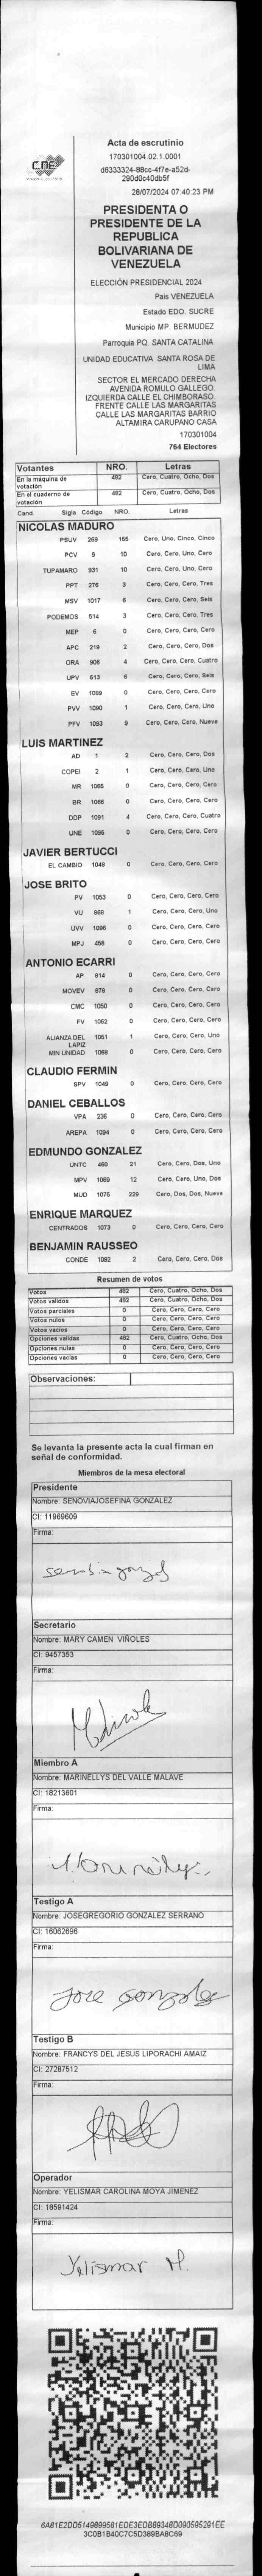 CNE
Acta de escrutinio
170301004.02.1.0001
d6333324-88cc-4f7e-a52d-
290d0c40db5f
28/07/2024 07:40:23 PM
PRESIDENTA O
PRESIDENTE DE LA
REPUBLICA
BOLIVARIANA DE
VENEZUELA
ELECCIÓN PRESIDENCIAL 2024
País VENEZUELA
Estado EDO. SUCRE
Municipio MP. BERMUDEZ
Parroquia PQ. SANTA CATALINA
UNIDAD EDUCATIVA SANTA ROSA DE
LIMA
SECTOR EL MERCADO DERECHA
AVENIDA ROMULO GALLEGO.
IZQUIERDA CALLE EL CHIMBORASO.
FRENTE CALLE LAS MARGARITAS
CALLE LAS MARGARITAS BARRIO
ALTAMIRA CARUPANO CASA
170301004
764 Electores
Votantes NRO. Letras
En la máquina de votación 482 Cero, Cuatro, Ocho, Dos
En el cuaderno de votación 482 Cero, Cuatro, Ocho, Dos
Cand. Sigla Código NRO. Letras
NICOLAS MADURO
PSUV 269 155 Cero, Uno, Cinco, Cinco
PCV 9 10 Cero, Cero, Uno, Cero
TUPAMARO 931 10 Cero, Cero, Uno, Cero
PPT 276 3 Cero, Cero, Cero, Tres
MSV 1017 6 Cero, Cero, Cero, Seis
PODEMOS 514 3 Cero, Cero, Cero, Tres
MEP 6 0 Cero, Cero, Cero, Cero
APC 219 2 Cero, Cero, Cero, Dos
ORA 906 4 Cero, Cero, Cero, Cuatro
UPV 613 6 Cero, Cero, Cero, Seis
EV 1089 0 Cero, Cero, Cero, Cero
PVV 1090 1 Cero, Cero, Cero, Uno
PFV 1093 9 Cero, Cero, Cero, Nueve
LUIS MARTINEZ
AD 1 2 Cero, Cero, Cero, Dos
COPEI 2 1 Cero, Cero, Cero, Uno
MR 1065 0 Cero, Cero, Cero, Cero
BR 1066 0 Cero, Cero, Cero, Cero
DDP 1091 4 Cero, Cero, Cero, Cuatro
UNE 1095 0 Cero, Cero, Cero, Cero
JAVIER BERTUCCI
EL CAMBIO 1048 0 Cero, Cero, Cero, Cero
JOSE BRITO
PV 1053 0 Cero, Cero, Cero, Cero
VU 868 1 Cero, Cero, Cero, Uno
UVV 1096 0 Cero, Cero, Cero, Cero
MPJ 458 0 Cero, Cero, Cero, Cero
ANTONIO ECARRI
AP 814 0 Cero, Cero, Cero, Cero
MOVEV 878 0 Cero, Cero, Cero, Cero
CMC 1050 0 Cero, Cero, Cero, Cero
FV 1062 0 Cero, Cero, Cero, Cero
ALIANZA DEL LAPIZ 1051 1 Cero, Cero, Cero, Uno
MIN UNIDAD 1068 0 Cero, Cero, Cero, Cero
CLAUDIO FERMIN
SPV 1049 0 Cero, Cero, Cero, Cero
DANIEL CEBALLOS
VPA 236 0 Cero, Cero, Cero, Cero
AREPA 1094 0 Cero, Cero, Cero, Cero
EDMUNDO GONZALEZ
UNTC 460 21 Cero, Cero, Dos, Uno
MPV 1069 12 Cero, Cero, Uno, Dos
MUD 1075 229 Cero, Dos, Dos, Nueve
ENRIQUE MARQUEZ
CENTRADOS 1073 0 Cero, Cero, Cero, Cero
BENJAMIN RAUSSEO
CONDE 1082 2 Cero, Cero, Cero, Dos
Resumen de votos
Votos 482 Cero, Cuatro, Ocho, Dos
Votos validos 482 Cero, Cuatro, Ocho, Dos
Votos parciales 0 Cero, Cero, Cero, Cero
Votos nulos 0 Cero, Cero, Cero, Cero
Votos vacios 0 Cero, Cero, Cero, Cero
Opciones validas 482 Cero, Cuatro, Ocho, Dos
Opciones nulas 0 Cero, Cero, Cero, Cero
Opciones vacias 0 Cero, Cero, Cero, Cero
Observaciones:
Se levanta la presente acta la cual firman en
señal de conformidad.
Miembros de la mesa electoral
Presidente
Nombre: SENOVIAJOSEFINA GONZALEZ
CI: 11969609
Firma:
Secretario
Nombre: MARY CAMEN VIÑOLES
CI: 9457353
Firma:
Miembro A
Nombre: MARINELLYS DEL VALLE MALAVE
CI: 18213601
Firma:
Testigo A
Nombre: JOSEGREGORIO GONZALEZ SERRANO
CI: 16062696
Firma:
Jose Gonzalez
Testigo B
Nombre: FRANCYS DEL JESUS LIPORACHI AMAIZ
CI: 27287512
Firma:
Operador
Nombre: YELISMAR CAROLINA MOYA JIMENEZ
CI: 18591424
Firma:
Yelismar M.
6A81E2DD5149899581EDE3EDB89348D090595291EE
3C0B1B40C7C5D389BA8C69